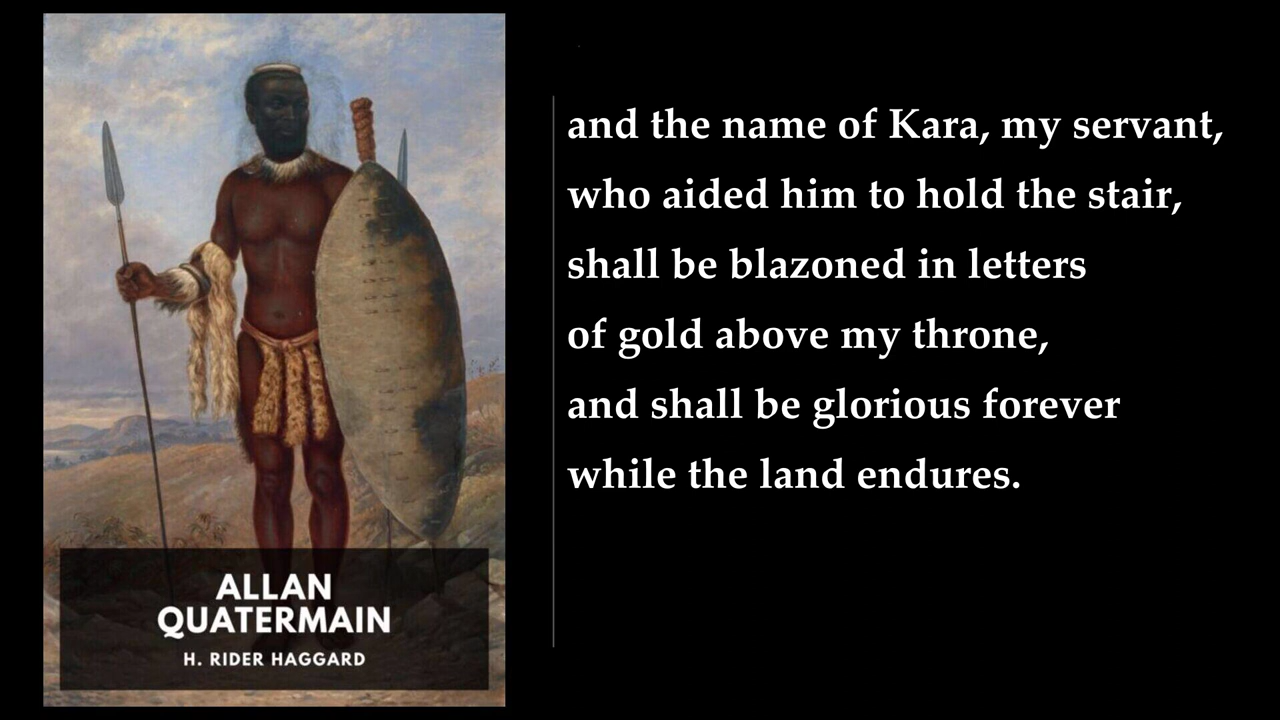 ALLAN
QUATERMAIN
H. RIDER HAGGARD
and the name of Kara, my servant,
who aided him to hold the stair,
shall be blazoned in letters
of gold above my throne,
and shall be glorious forever
while the land endures.